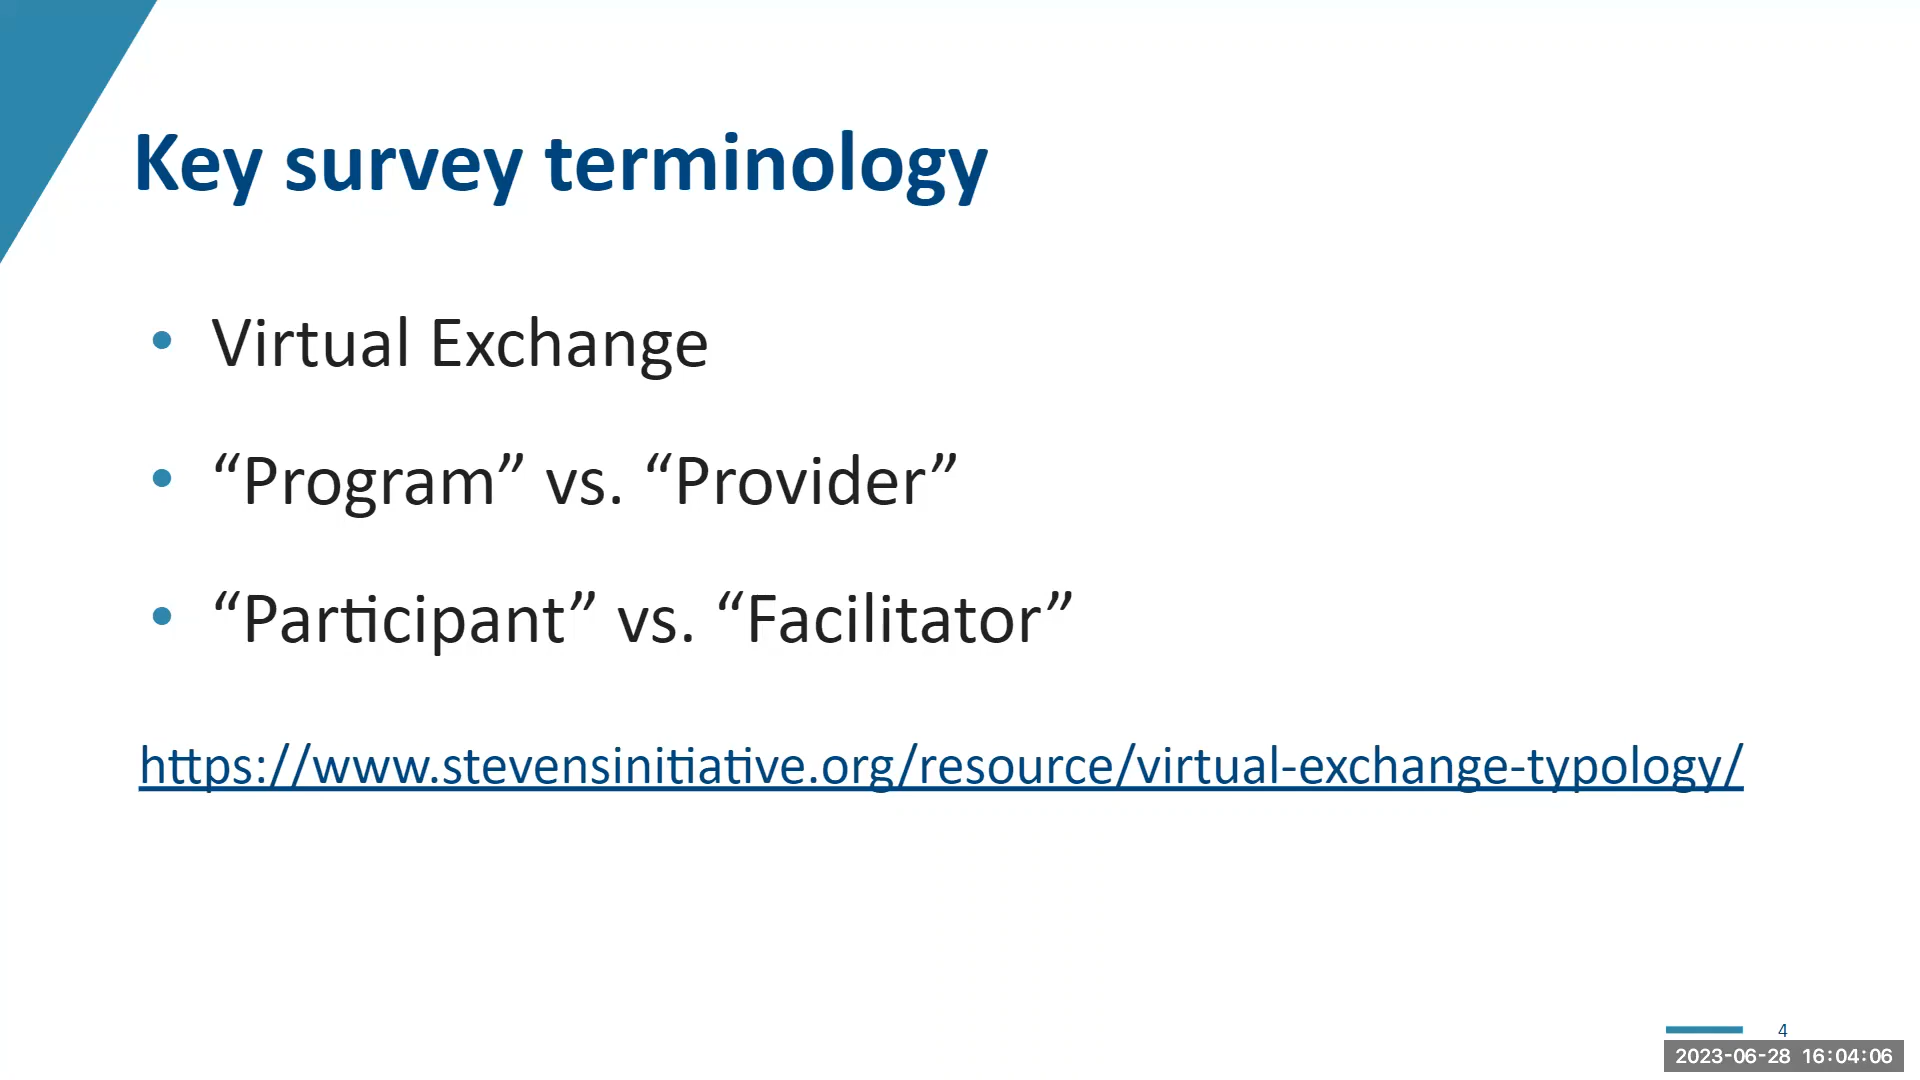 Key survey terminology
• Virtual Exchange
• “Program” vs. “Provider”
• “Participant” vs. “Facilitator”
https://www.stevensinitiative.org/resource/virtual-exchange-typology/
4
2023-06-28 16:04:06